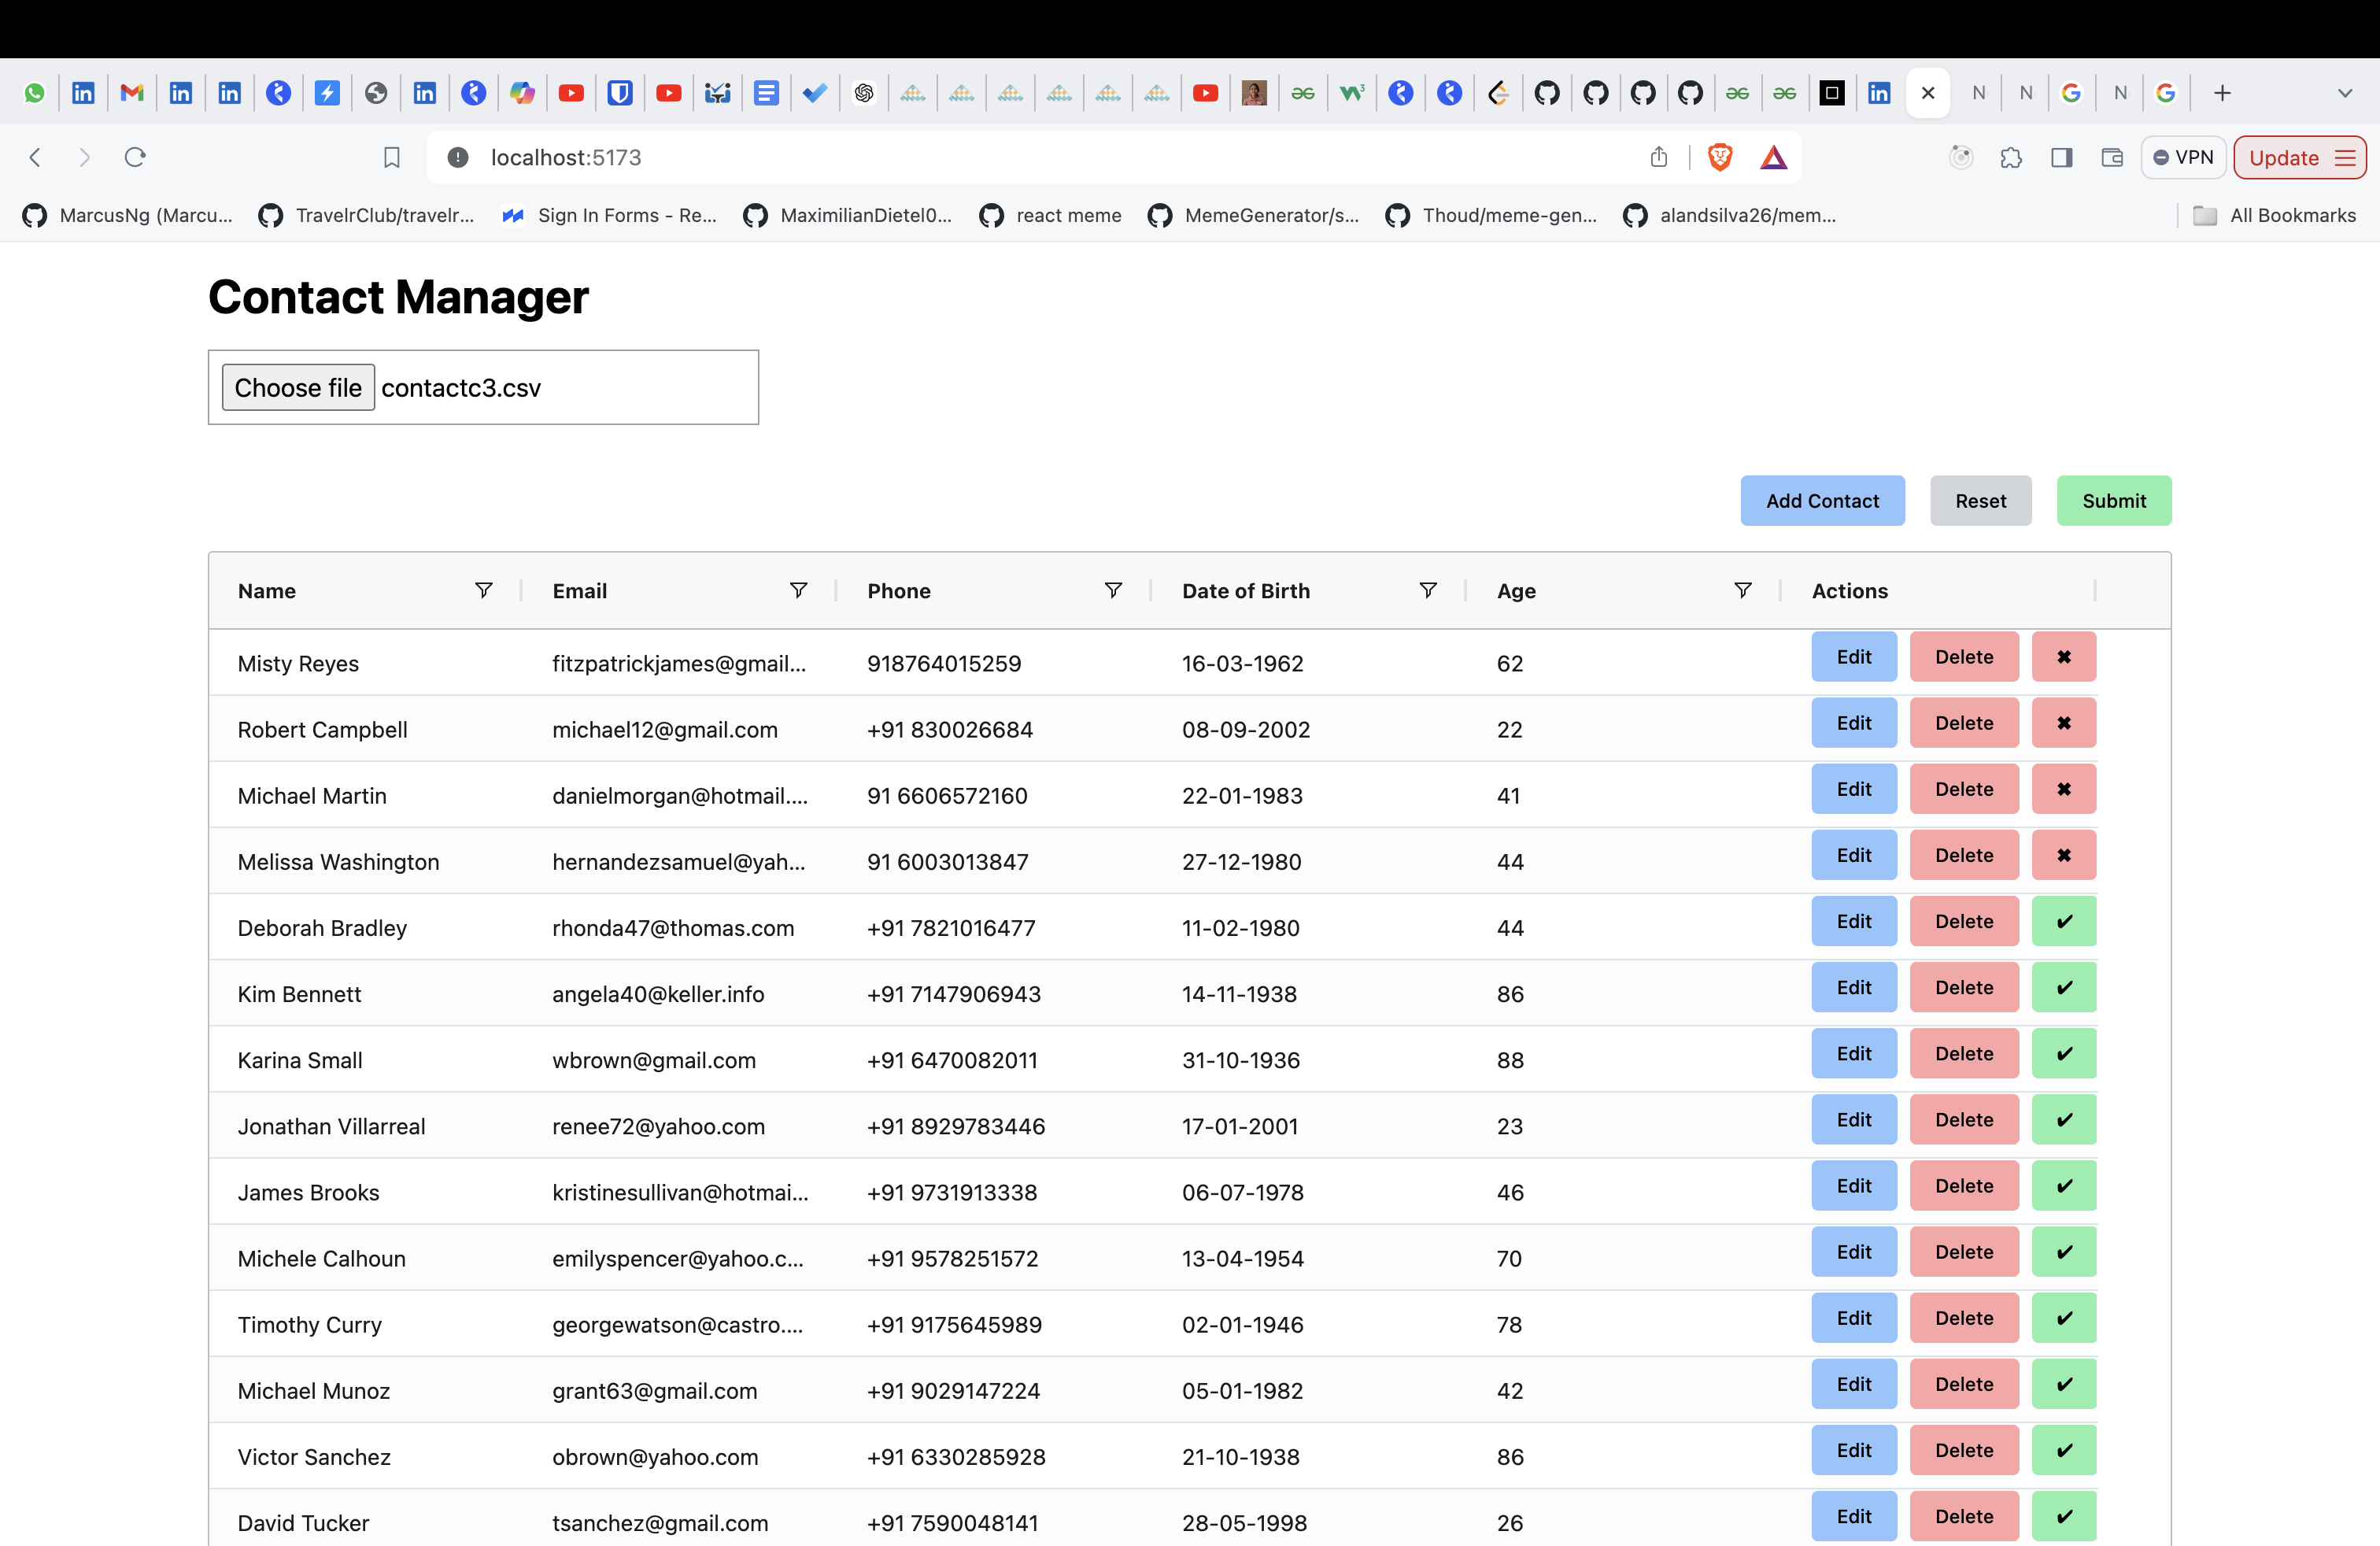 localhost:5173
VPN
Update
MarcusNg (Marcu...
TravelrClub/travelr...
Sign In Forms - Re...
MaximilianDietel0...
react meme
MemeGenerator/s...
Thoud/meme-gen...
alandsilva26/mem...
All Bookmarks
Contact Manager
Choose file contactc3.csv
Add Contact Reset Submit
Name Email Phone Date of Birth Age Actions
Misty Reyes fitzpatrickjames@gmail... 918764015259 16-03-1962 62 Edit Delete ✖
Robert Campbell michael12@gmail.com +91 830026684 08-09-2002 22 Edit Delete ✖
Michael Martin danielmorgan@hotmail.... 91 6606572160 22-01-1983 41 Edit Delete ✖
Melissa Washington hernandezsamuel@yah... 91 6003013847 27-12-1980 44 Edit Delete ✖
Deborah Bradley rhonda47@thomas.com +91 7821016477 11-02-1980 44 Edit Delete ✔
Kim Bennett angela40@keller.info +91 7147906943 14-11-1938 86 Edit Delete ✔
Karina Small wbrown@gmail.com +91 6470082011 31-10-1936 88 Edit Delete ✔
Jonathan Villarreal renee72@yahoo.com +91 8929783446 17-01-2001 23 Edit Delete ✔
James Brooks kristinesullivan@hotmai... +91 9731913338 06-07-1978 46 Edit Delete ✔
Michele Calhoun emilyspencer@yahoo.c... +91 9578251572 13-04-1954 70 Edit Delete ✔
Timothy Curry georgewatson@castro.... +91 9175645989 02-01-1946 78 Edit Delete ✔
Michael Munoz grant63@gmail.com +91 9029147224 05-01-1982 42 Edit Delete ✔
Victor Sanchez obrown@yahoo.com +91 6330285928 21-10-1938 86 Edit Delete ✔
David Tucker tsanchez@gmail.com +91 7590048141 28-05-1998 26 Edit Delete ✔